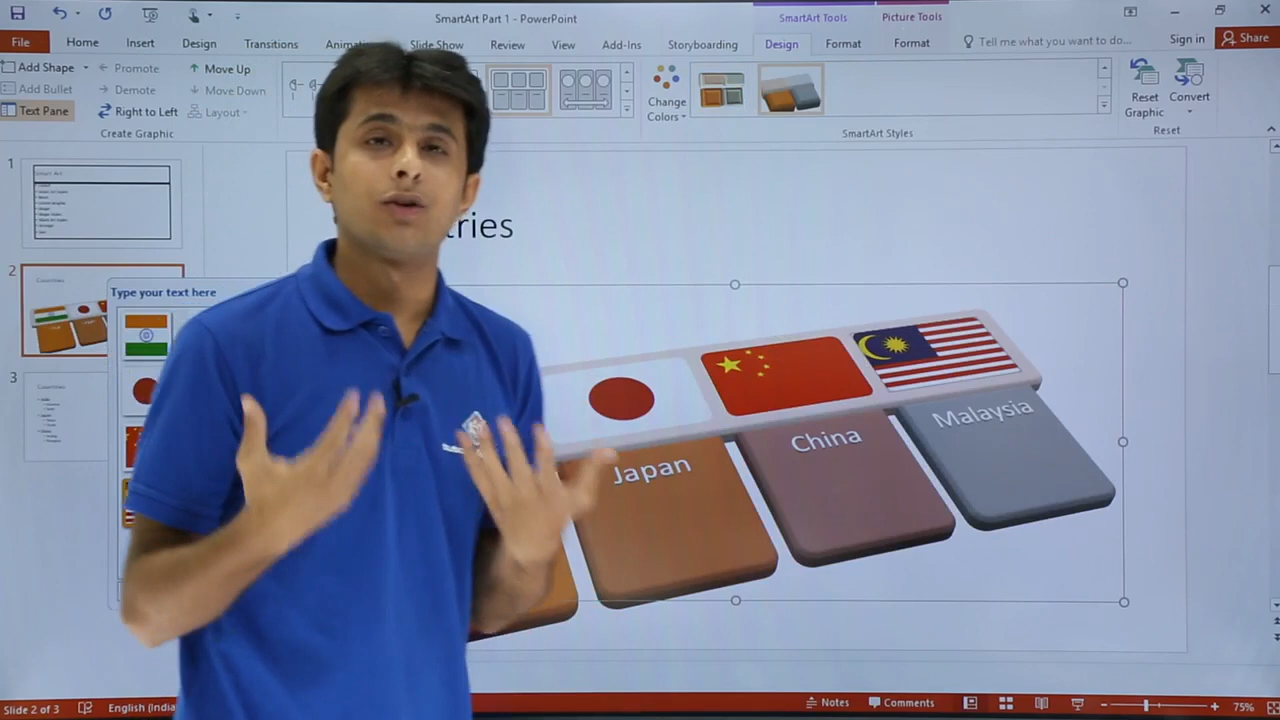 SmartArt Part 1 - PowerPoint
SmartArt Tools
Picture Tools
File
Home
Insert
Design
Transitions
Slide Show
Review
View
Add-Ins
Storyboarding
Design
Format
Format
Tell me what you want to do...
Sign in
Share
Add Shape
Promote
Move Up
Add Bullet
Demote
Move Down
Text Pane
Right to Left
Layout
Create Graphic
Change
Colors
SmartArt Styles
Reset
Graphic
Convert
Reset
1
2
3
Countries
Type your text here
tries
Japan
China
Malaysia
Slide 2 of 3
English (India
Notes
Comments
75%